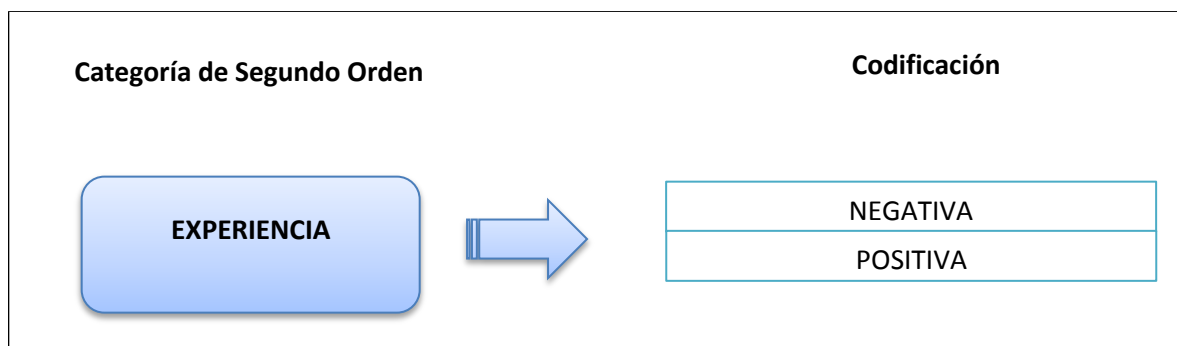 Categoría de Segundo Orden
Codificación
EXPERIENCIA
NEGATIVA
POSITIVA